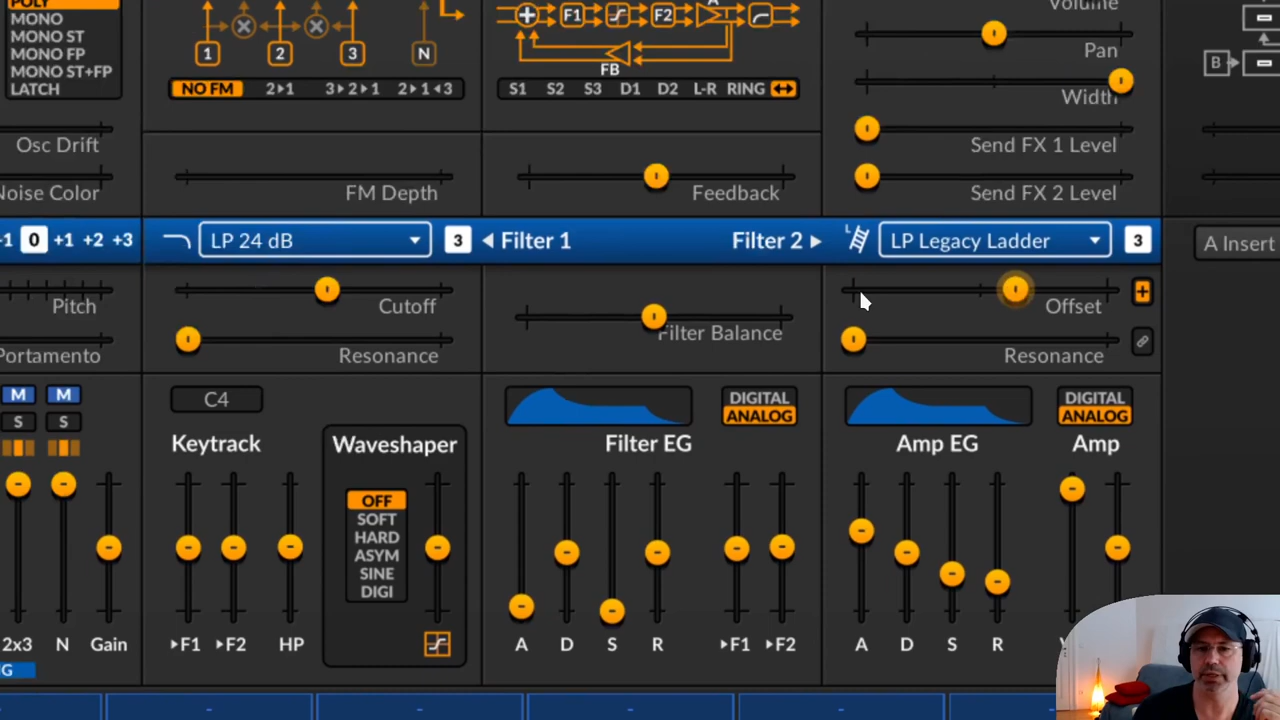 POLY
MONO
MONO ST
MONO FP
MONO ST+FP
LATCH
1 2 3 N
NO FM 2▸1 3▸2▸1 2▸1◂3
F1 F2
FB
S1 S2 S3 D1 D2 L-R RING
Volume
Pan
Width
Send FX 1 Level
Send FX 2 Level
B
Osc Drift
Noise Color
FM Depth
Feedback
0 +1 +2 +3
LP 24 dB
3
Filter 1
Filter 2
LP Legacy Ladder
3
A Insert
Pitch
Cutoff
Filter Balance
Offset
+
Portamento
Resonance
Resonance
M M
S S
C4
Keytrack
Waveshaper
OFF
SOFT
HARD
ASYM
SINE
DIGI
DIGITAL
ANALOG
Filter EG
DIGITAL
ANALOG
Amp EG
Amp
2x3 N Gain
▸F1 ▸F2 HP
A D S R
▸F1 ▸F2
A D S R